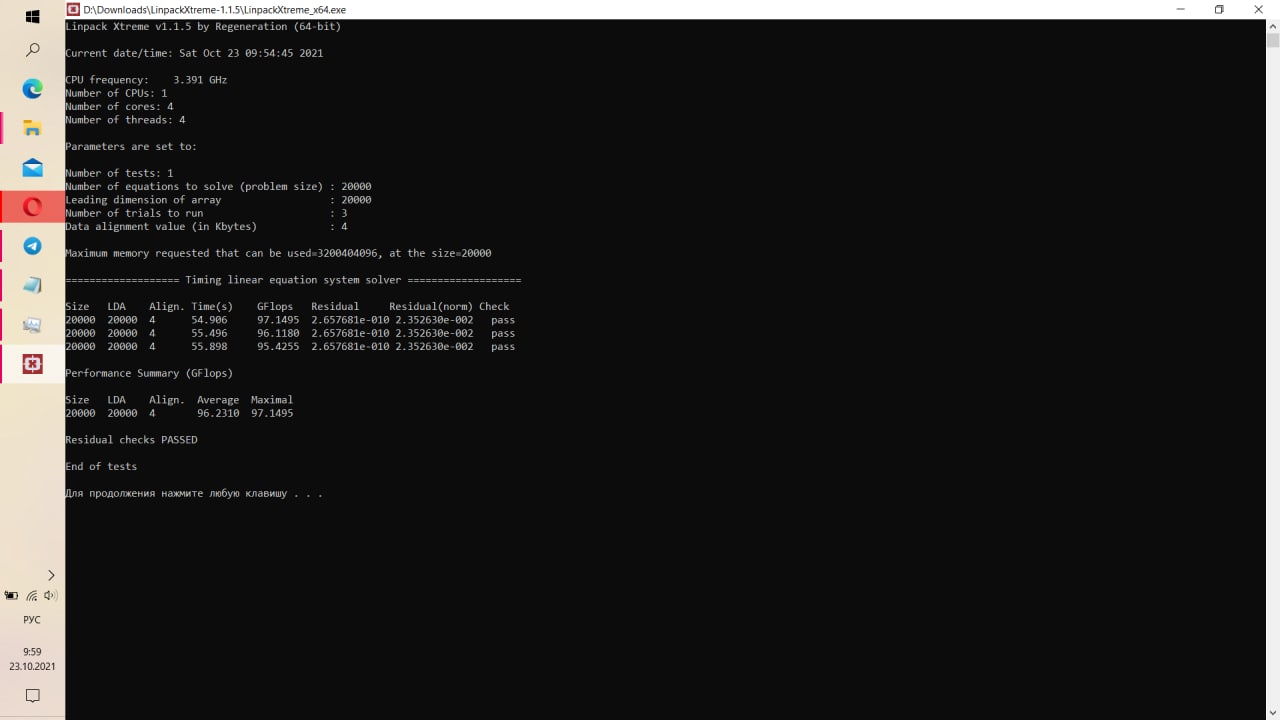 D:\Downloads\LinpackXtreme-1.1.5\LinpackXtreme_x64.exe
Linpack Xtreme v1.1.5 by Regeneration (64-bit)
Current date/time: Sat Oct 23 09:54:45 2021
CPU frequency:    3.391 GHz
Number of CPUs: 1
Number of cores: 4
Number of threads: 4
Parameters are set to:
Number of tests: 1
Number of equations to solve (problem size) : 20000
Leading dimension of array                  : 20000
Number of trials to run                     : 3
Data alignment value (in Kbytes)            : 4
Maximum memory requested that can be used=3200404096, at the size=20000
=================== Timing linear equation system solver ===================
Size   LDA    Align. Time(s)    GFlops   Residual     Residual(norm) Check
20000  20000  4      54.906     97.1495  2.657681e-010 2.352630e-002   pass
20000  20000  4      55.496     96.1180  2.657681e-010 2.352630e-002   pass
20000  20000  4      55.898     95.4255  2.657681e-010 2.352630e-002   pass
Performance Summary (GFlops)
Size   LDA    Align.  Average  Maximal
20000  20000  4       96.2310  97.1495
Residual checks PASSED
End of tests
Для продолжения нажмите любую клавишу . . .
РУС
9:59
23.10.2021